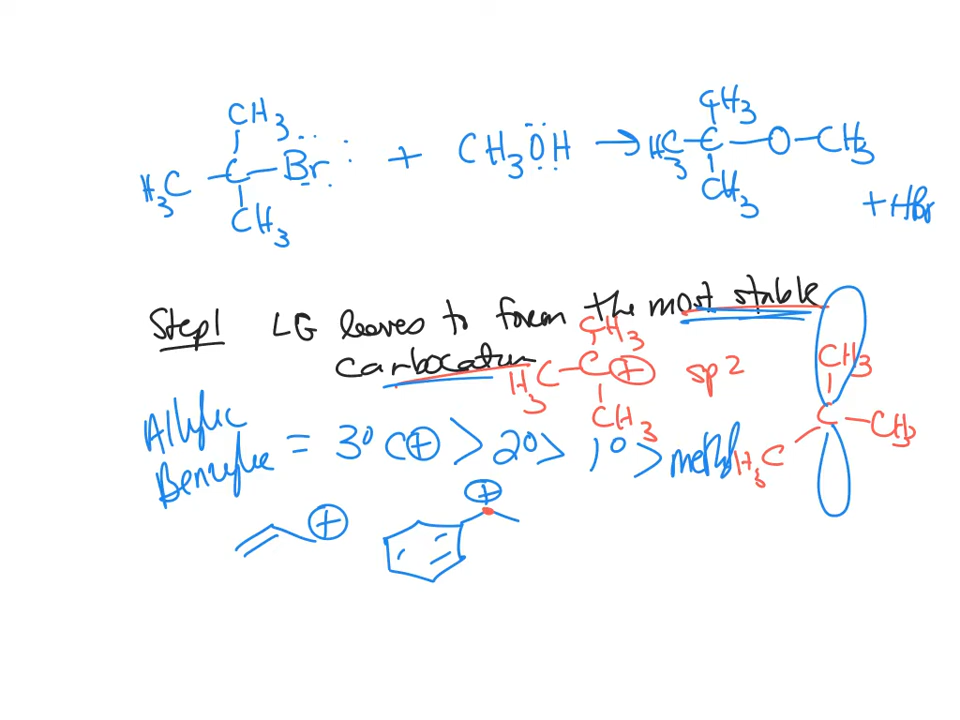 CH3
H3C - C - Br: + CH3ÖH → H3C - C - O - CH3
CH3
CH3
CH3
+ HBr
Step1 LG leaves to form the most stable
carbocation
CH3
H3C - C ⊕ sp2
CH3
CH3
C - CH3
H3C
Allylic
Benzylic = 3° C⊕ > 2° > 1° > methyl
⊕
⊕